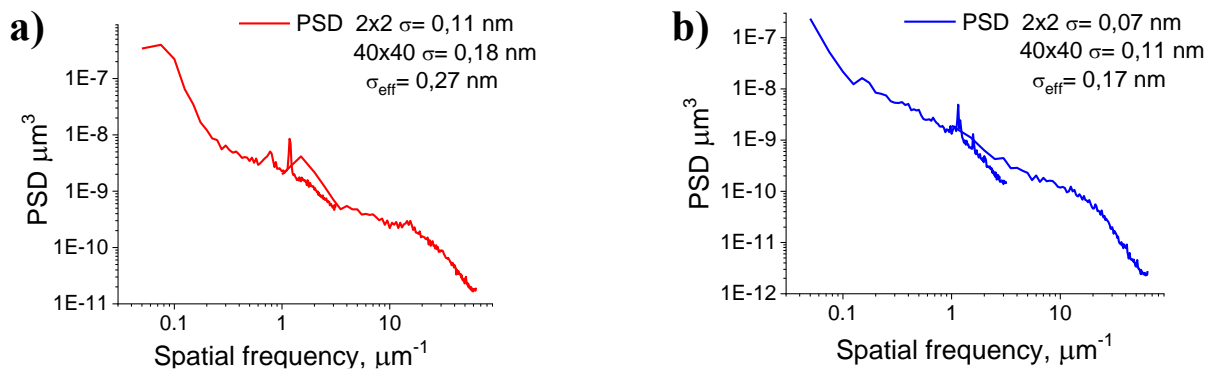 a)
PSD 2x2 σ= 0,11 nm
40x40 σ= 0,18 nm
σeff= 0,27 nm
1E-7
1E-8
1E-9
1E-10
1E-11
PSD μm³
0.1 1 10
Spatial frequency, μm⁻¹
b)
PSD 2x2 σ= 0,07 nm
40x40 σ= 0,11 nm
σeff= 0,17 nm
1E-7
1E-8
1E-9
1E-10
1E-11
1E-12
PSD μm³
0.1 1 10
Spatial frequency, μm⁻¹